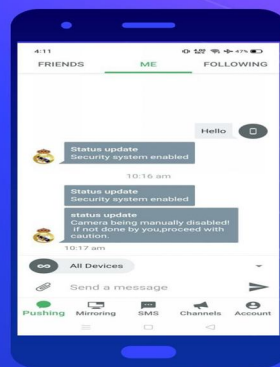 4:11
47%
FRIENDS ME FOLLOWING
Hello
Status update
Security system enabled
10:16 am
Status update
Security system enabled
status update
Camera being manually disabled!
if not done by you,proceed with
caution.
10:17 am
All Devices
Send a message
Pushing Mirroring SMS Channels Account